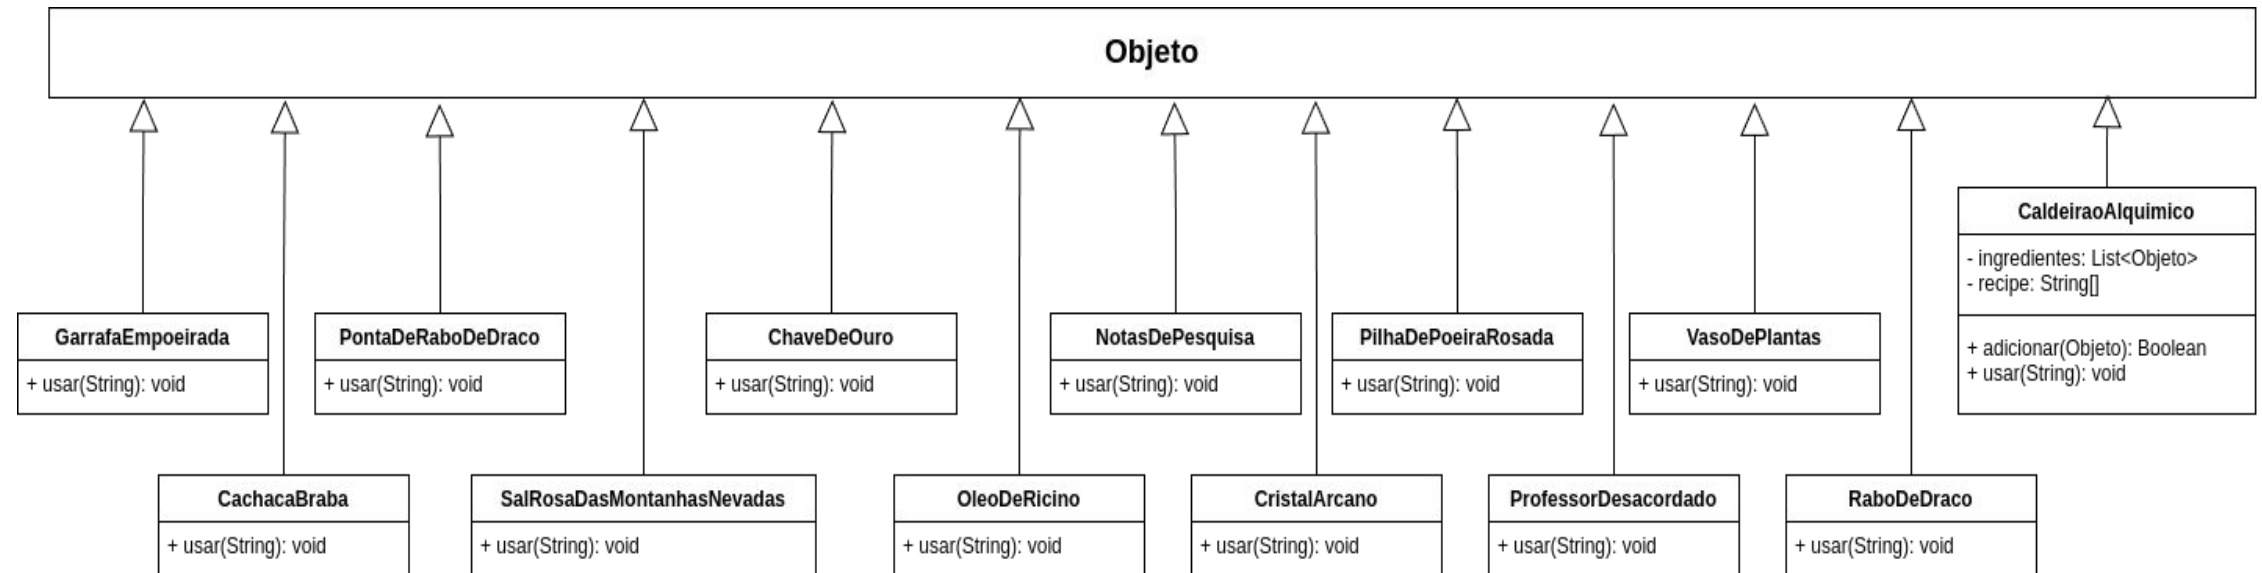 Objeto
CaldeiraoAlquimico
- ingredientes: List<Objeto>
- recipe: String[]
+ adicionar(Objeto): Boolean
+ usar(String): void
GarrafaEmpoeirada
+ usar(String): void
PontaDeRaboDeDraco
+ usar(String): void
ChaveDeOuro
+ usar(String): void
NotasDePesquisa
+ usar(String): void
PilhaDePoeiraRosada
+ usar(String): void
VasoDePlantas
+ usar(String): void
CachacaBraba
+ usar(String): void
SalRosaDasMontanhasNevadas
+ usar(String): void
OleoDeRicino
+ usar(String): void
CristalArcano
+ usar(String): void
ProfessorDesacordado
+ usar(String): void
RaboDeDraco
+ usar(String): void